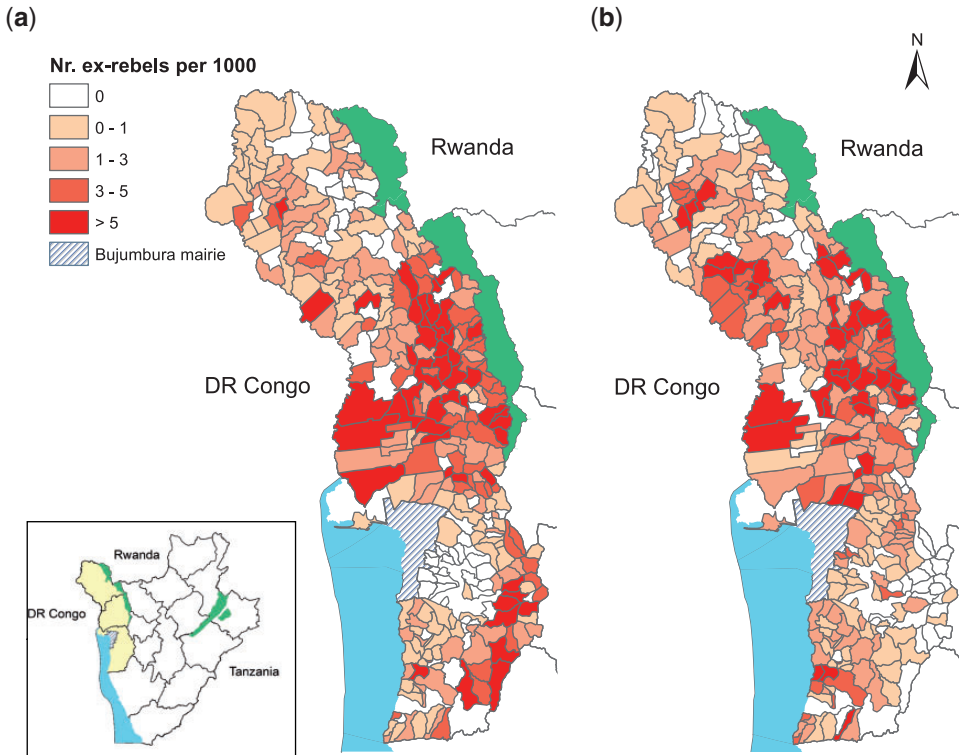 (a)
(b)
Nr. ex-rebels per 1000
0
0 - 1
1 - 3
3 - 5
> 5
Bujumbura mairie
Rwanda
DR Congo
N
Rwanda
DR Congo
Rwanda
DR Congo
Tanzania